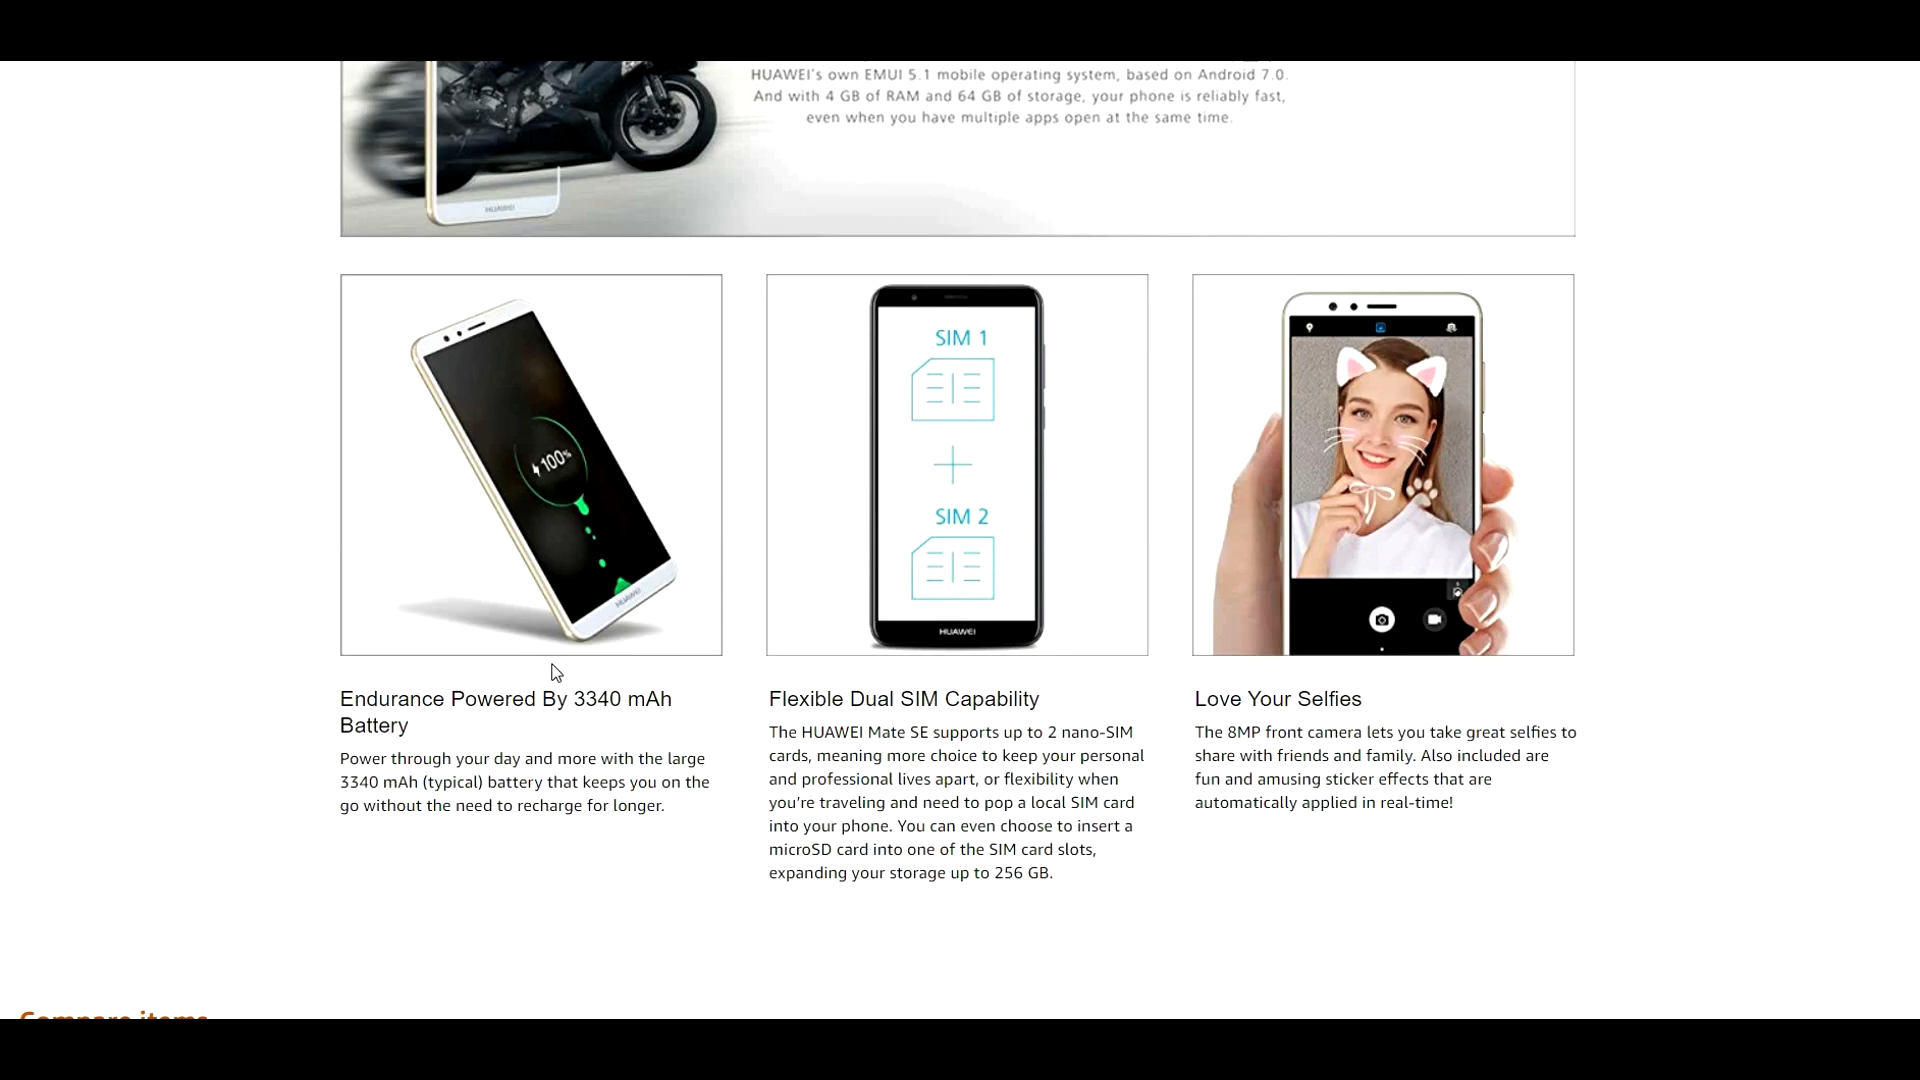 HUAWEI's own EMUI 5.1 mobile operating system, based on Android 7.0.
And with 4 GB of RAM and 64 GB of storage, your phone is reliably fast,
even when you have multiple apps open at the same time.
HUAWEI
100%
HUAWEI
SIM 1
SIM 2
HUAWEI
Endurance Powered By 3340 mAh
Battery
Power through your day and more with the large
3340 mAh (typical) battery that keeps you on the
go without the need to recharge for longer.
Flexible Dual SIM Capability
The HUAWEI Mate SE supports up to 2 nano-SIM
cards, meaning more choice to keep your personal
and professional lives apart, or flexibility when
you're traveling and need to pop a local SIM card
into your phone. You can even choose to insert a
microSD card into one of the SIM card slots,
expanding your storage up to 256 GB.
Love Your Selfies
The 8MP front camera lets you take great selfies to
share with friends and family. Also included are
fun and amusing sticker effects that are
automatically applied in real-time!
Compare items